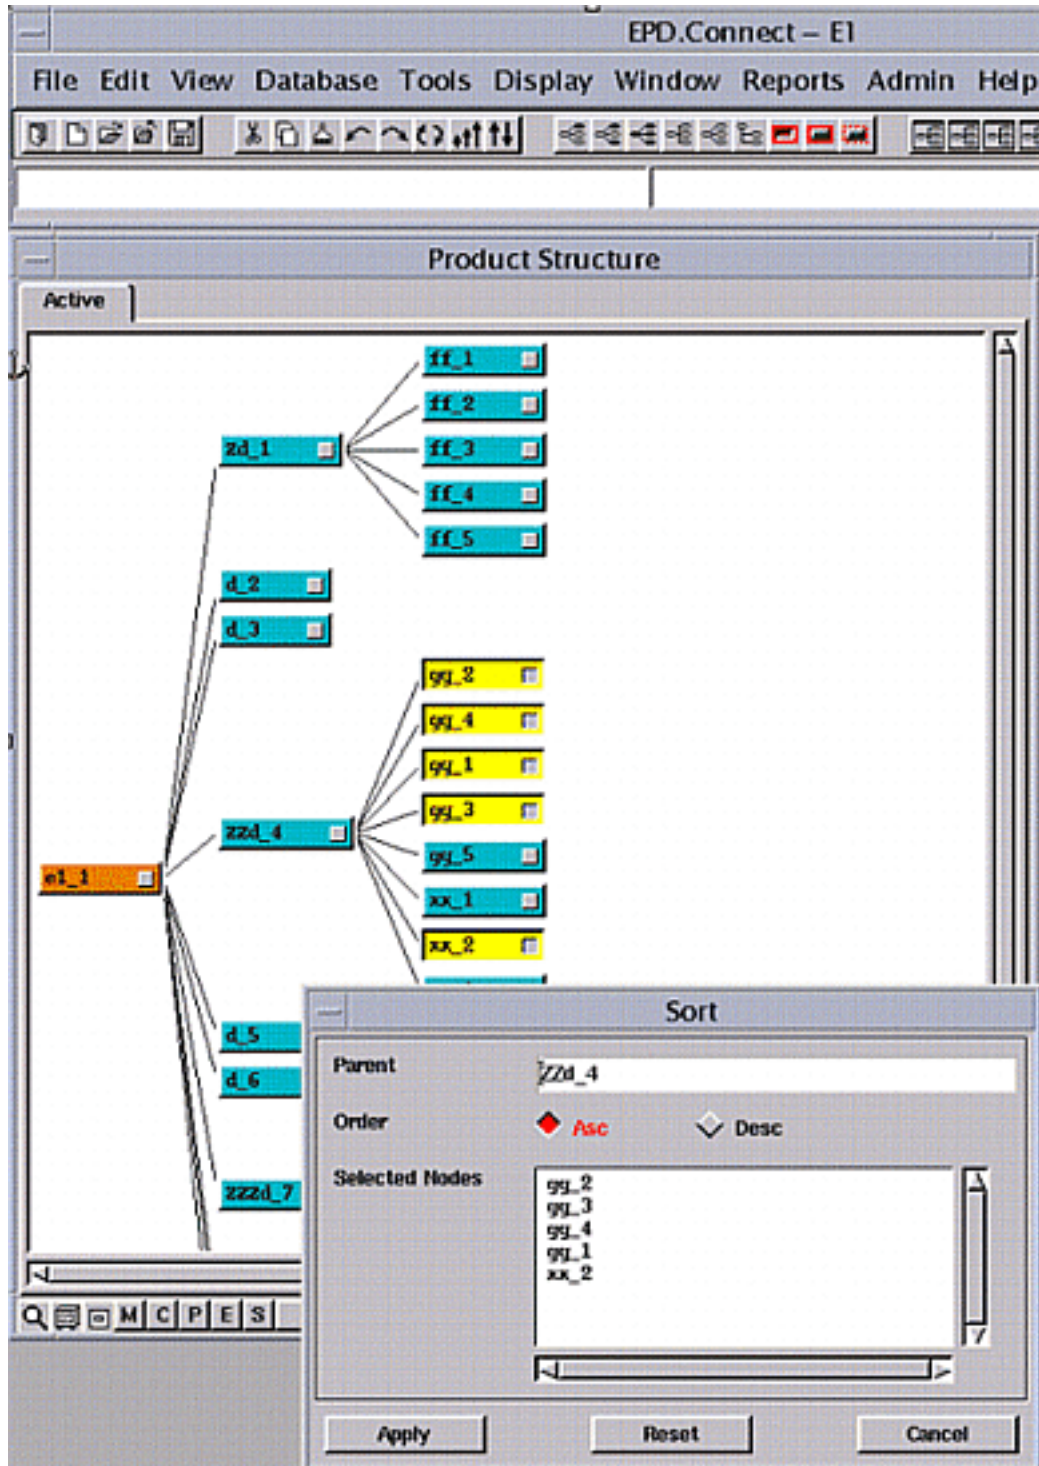 EPD.Connect – E1
File Edit View Database Tools Display Window Reports Admin Help
Product Structure
Active
ff_1
ff_2
zd_1
ff_3
ff_4
ff_5
d_2
d_3
gg_2
gg_4
gg_1
gg_3
zzd_4
gg_5
e1_1
xx_1
xx_2
d_5
d_6
zzzd_7
M C P E S
Sort
Parent
ZZd_4
Order
Asc Desc
Selected Nodes
gg_2
gg_3
gg_4
gg_1
xx_2
Apply Reset Cancel